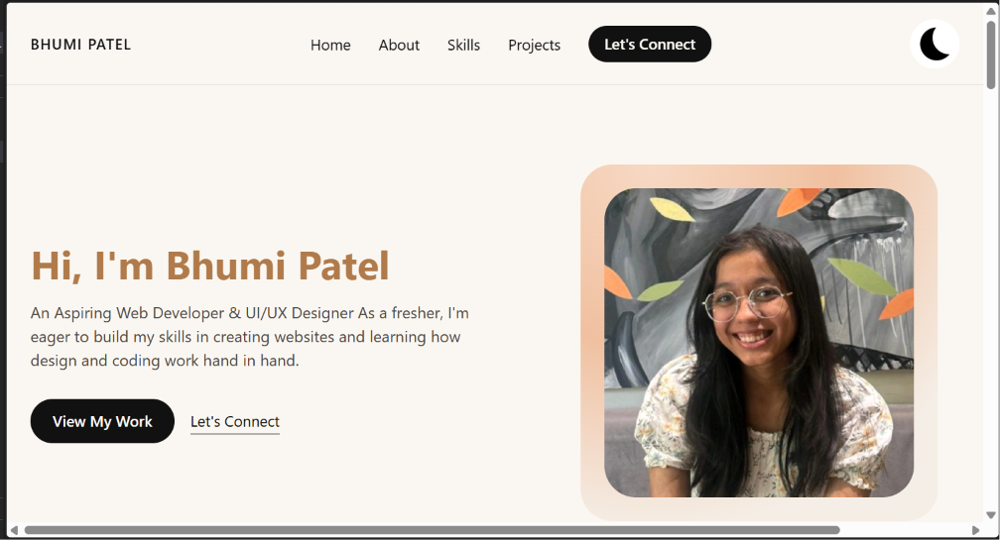 BHUMI PATEL
Home
About
Skills
Projects
Let's Connect
Hi, I'm Bhumi Patel
An Aspiring Web Developer & UI/UX Designer As a fresher, I'm
eager to build my skills in creating websites and learning how
design and coding work hand in hand.
View My Work
Let's Connect